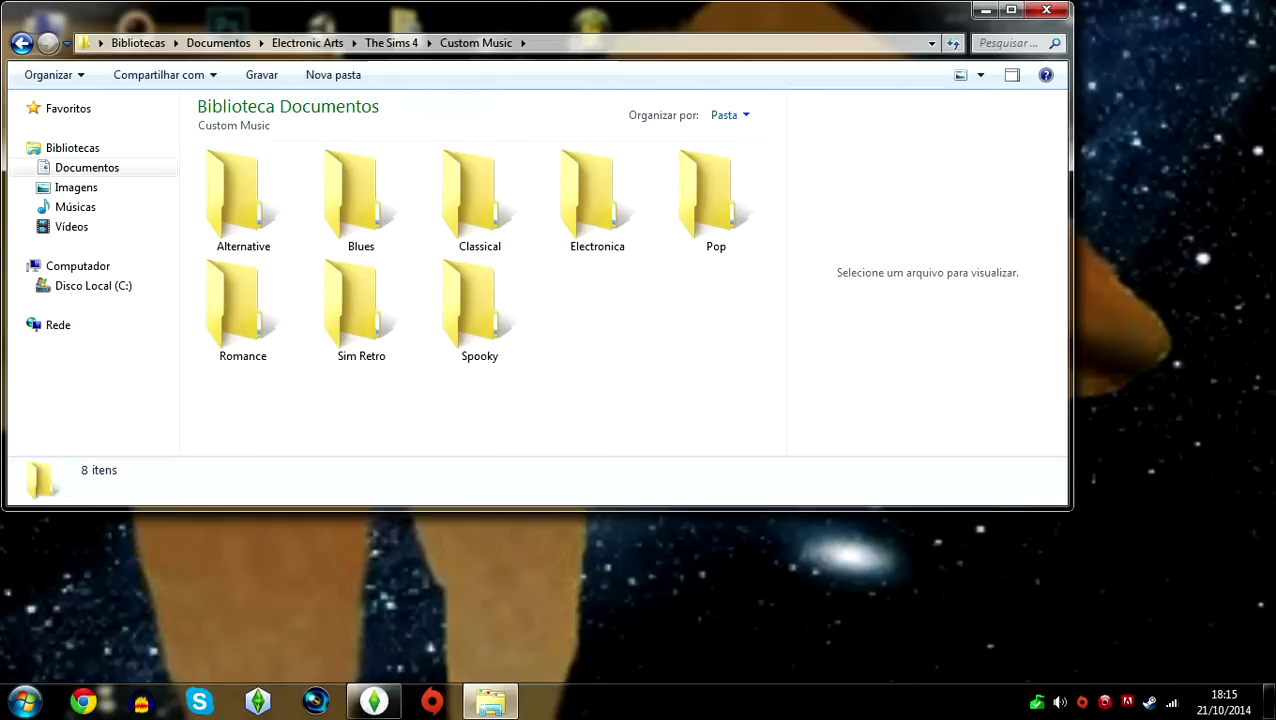 Bibliotecas Documentos Electronic Arts The Sims 4 Custom Music
Pesquisar ...
Organizar Compartilhar com Gravar Nova pasta
Favoritos
Bibliotecas
Documentos
Imagens
Músicas
Vídeos
Computador
Disco Local (C:)
Rede
Biblioteca Documentos
Custom Music
Organizar por: Pasta
Alternative Blues Classical Electronica Pop
Romance Sim Retro Spooky
Selecione um arquivo para visualizar.
8 itens
18:15
21/10/2014